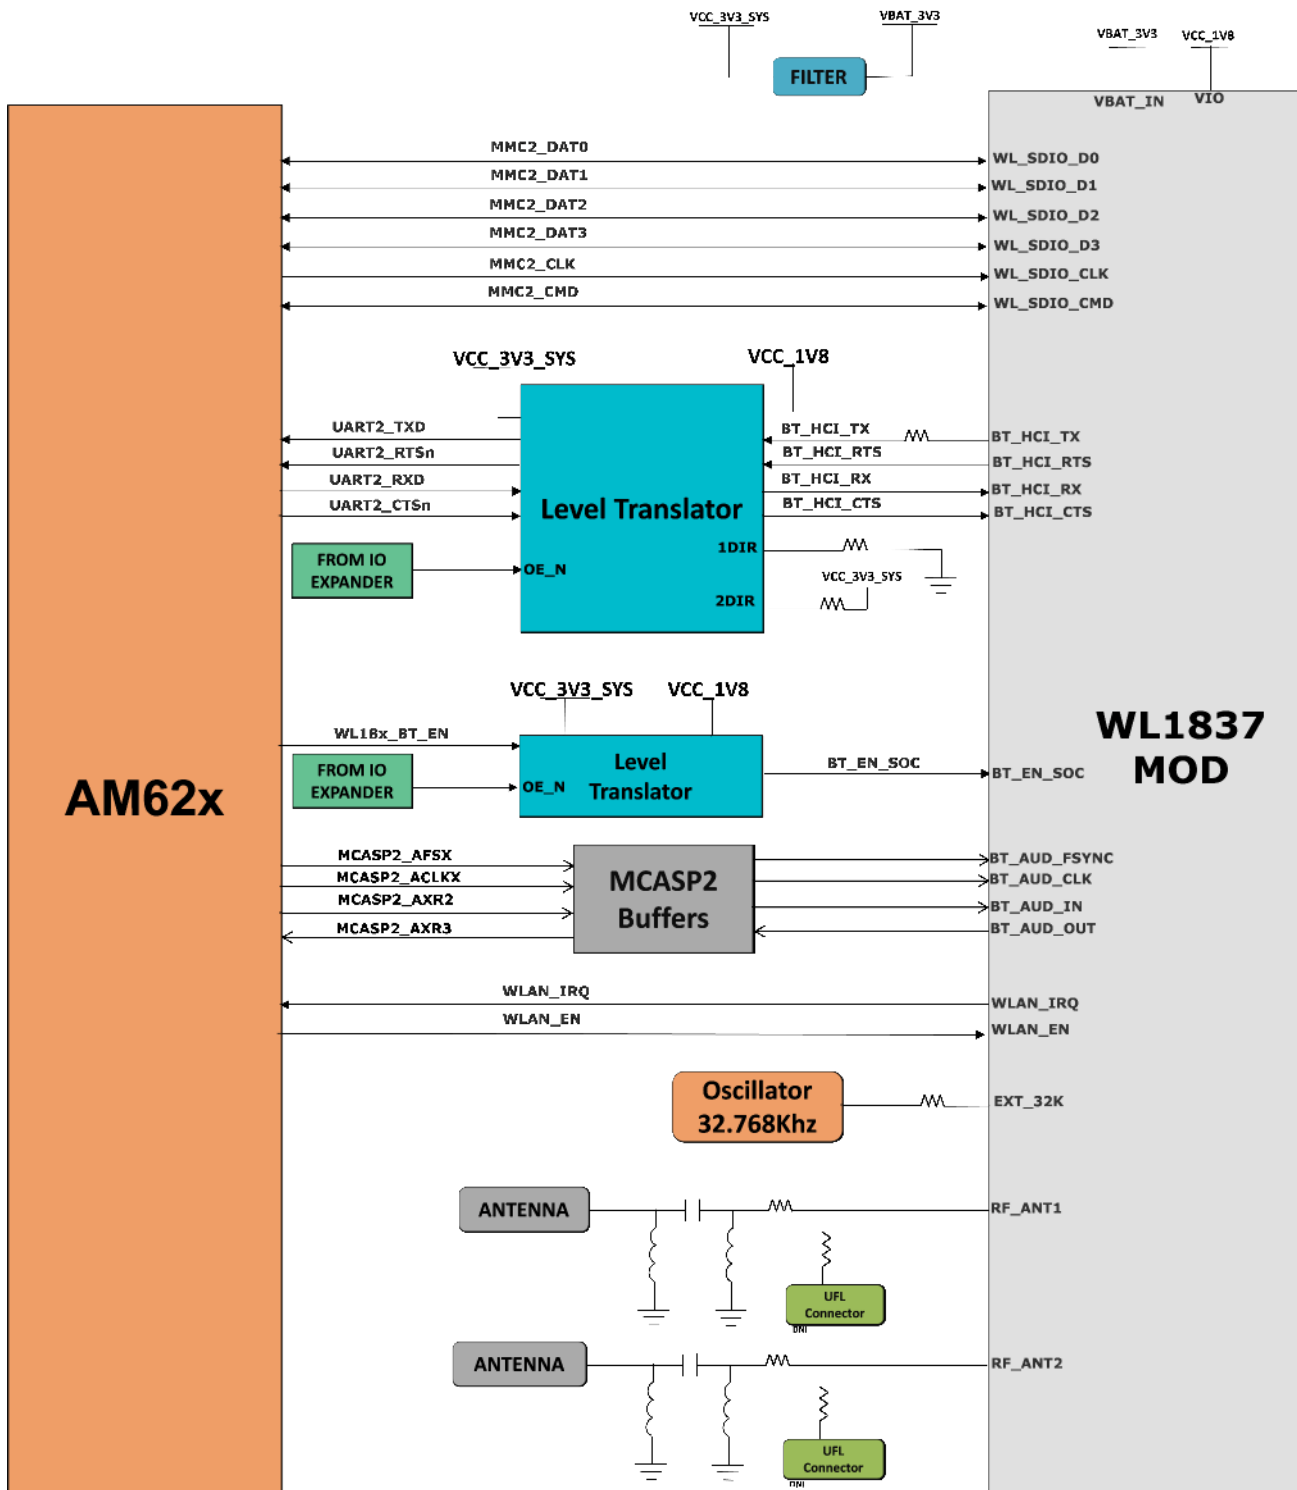 VCC_3V3_SYS
VBAT_3V3
VBAT_3V3
VCC_1V8
FILTER
VBAT_IN
VIO
MMC2_DAT0
WL_SDIO_D0
MMC2_DAT1
WL_SDIO_D1
MMC2_DAT2
WL_SDIO_D2
MMC2_DAT3
WL_SDIO_D3
MMC2_CLK
WL_SDIO_CLK
MMC2_CMD
WL_SDIO_CMD
VCC_3V3_SYS
VCC_1V8
UART2_TXD
BT_HCI_TX
BT_HCI_TX
UART2_RTSn
BT_HCI_RTS
BT_HCI_RTS
UART2_RXD
BT_HCI_RX
BT_HCI_RX
UART2_CTSn
BT_HCI_CTS
BT_HCI_CTS
Level Translator
1DIR
FROM IO
EXPANDER
OE_N
VCC_3V3_SYS
2DIR
VCC_3V3_SYS
VCC_1V8
WL18x_BT_EN
Level
Translator
FROM IO
EXPANDER
OE_N
BT_EN_SOC
BT_EN_SOC
WL1837
MOD
AM62x
MCASP2_AFSX
BT_AUD_FSYNC
MCASP2_ACLKX
BT_AUD_CLK
MCASP2_AXR2
BT_AUD_IN
MCASP2_AXR3
BT_AUD_OUT
MCASP2
Buffers
WLAN_IRQ
WLAN_IRQ
WLAN_EN
WLAN_EN
Oscillator
32.768Khz
EXT_32K
ANTENNA
RF_ANT1
UFL
Connector
DNI
ANTENNA
RF_ANT2
UFL
Connector
DNI